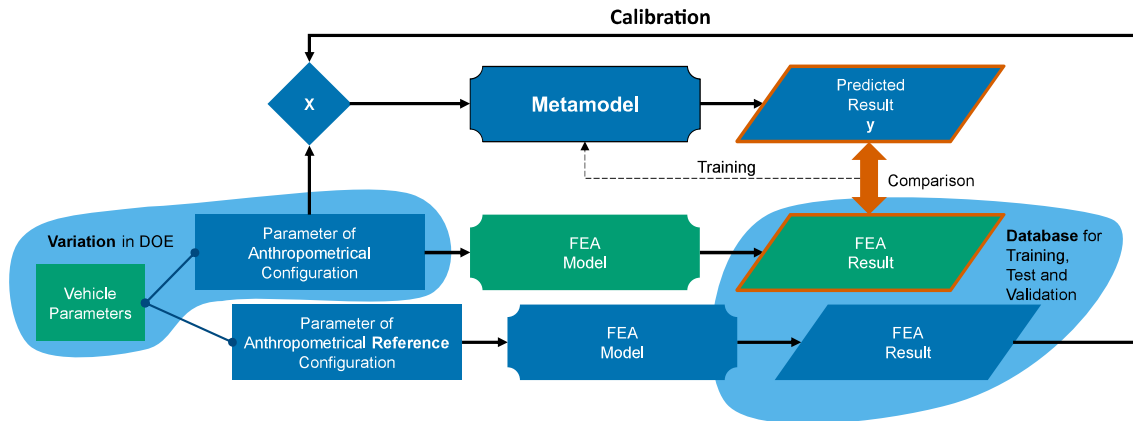 Calibration
X
Metamodel
Predicted
Result
y
Training
Comparison
Variation in DOE
Parameter of
Anthropometrical
Configuration
FEA
Model
FEA
Result
Database for
Training,
Test and
Validation
Vehicle
Parameters
Parameter of
Anthropometrical Reference
Configuration
FEA
Model
FEA
Result